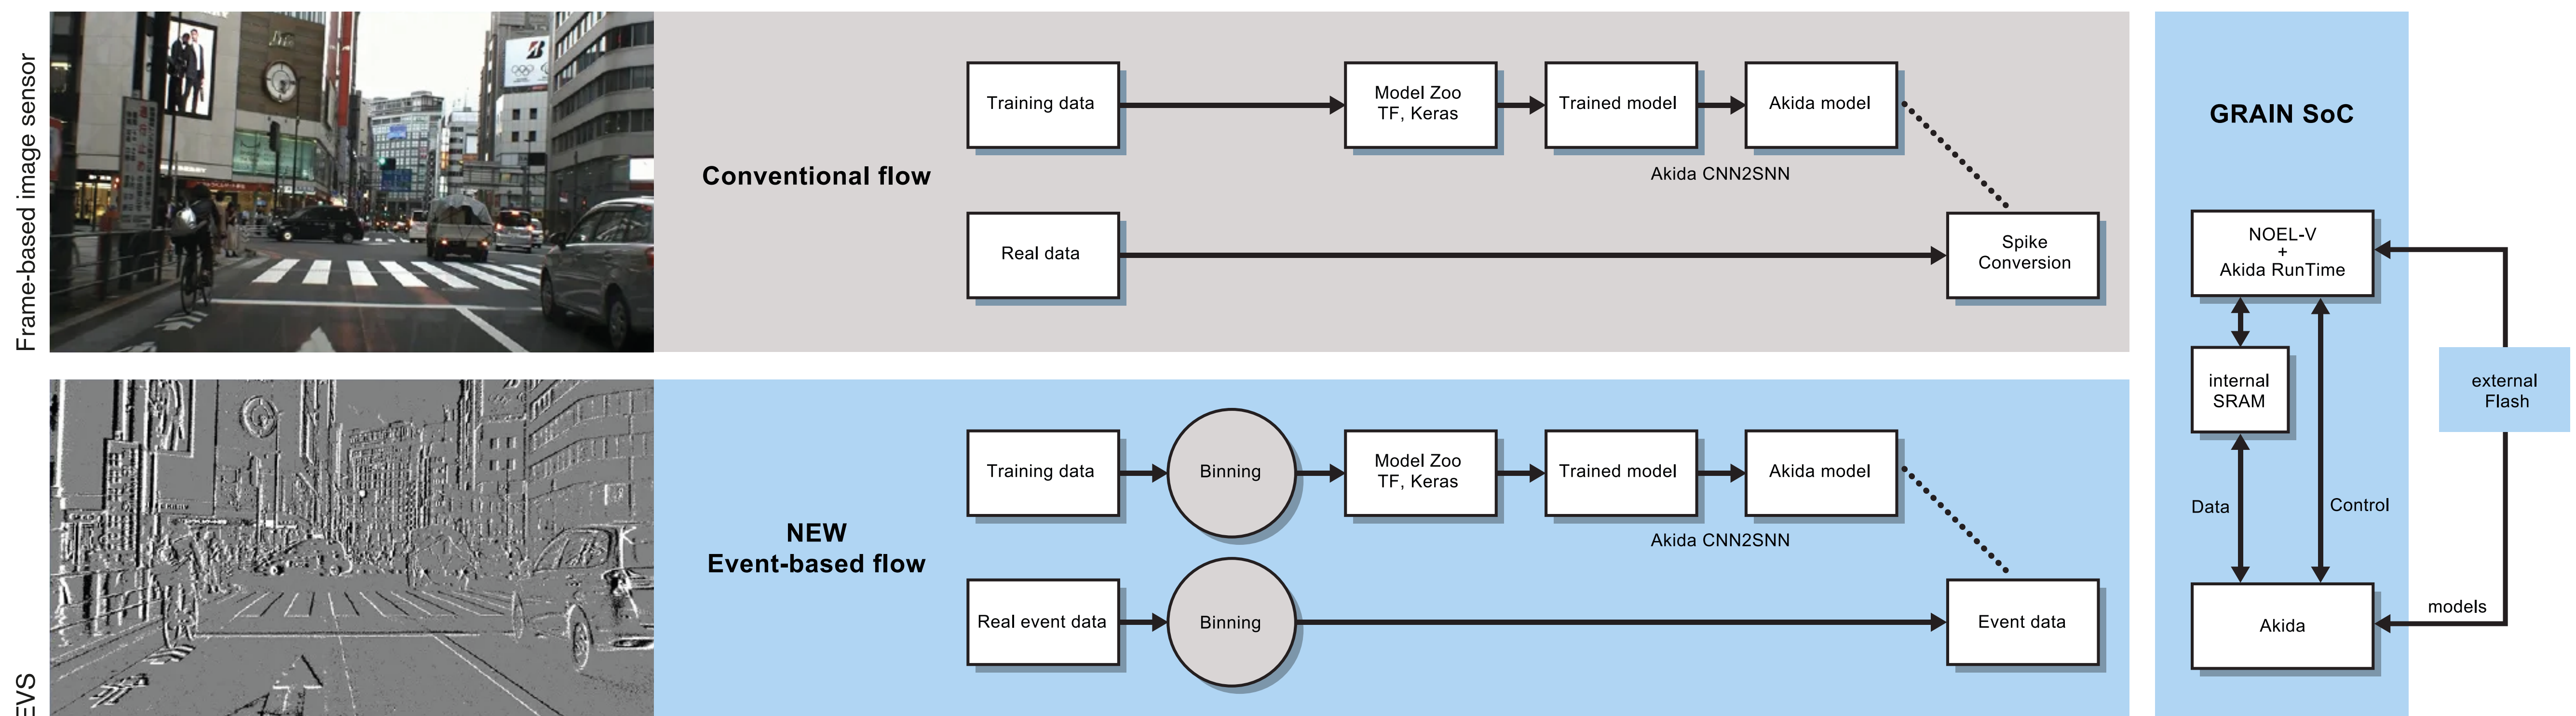 Frame-based image sensor
Conventional flow
Training data
Model Zoo
TF, Keras
Trained model
Akida model
Akida CNN2SNN
Real data
Spike
Conversion
EVS
NEW
Event-based flow
Training data
Binning
Model Zoo
TF, Keras
Trained model
Akida model
Akida CNN2SNN
Real event data
Binning
Event data
GRAIN SoC
NOEL-V
+
Akida RunTime
internal
SRAM
external
Flash
Data
Control
models
Akida